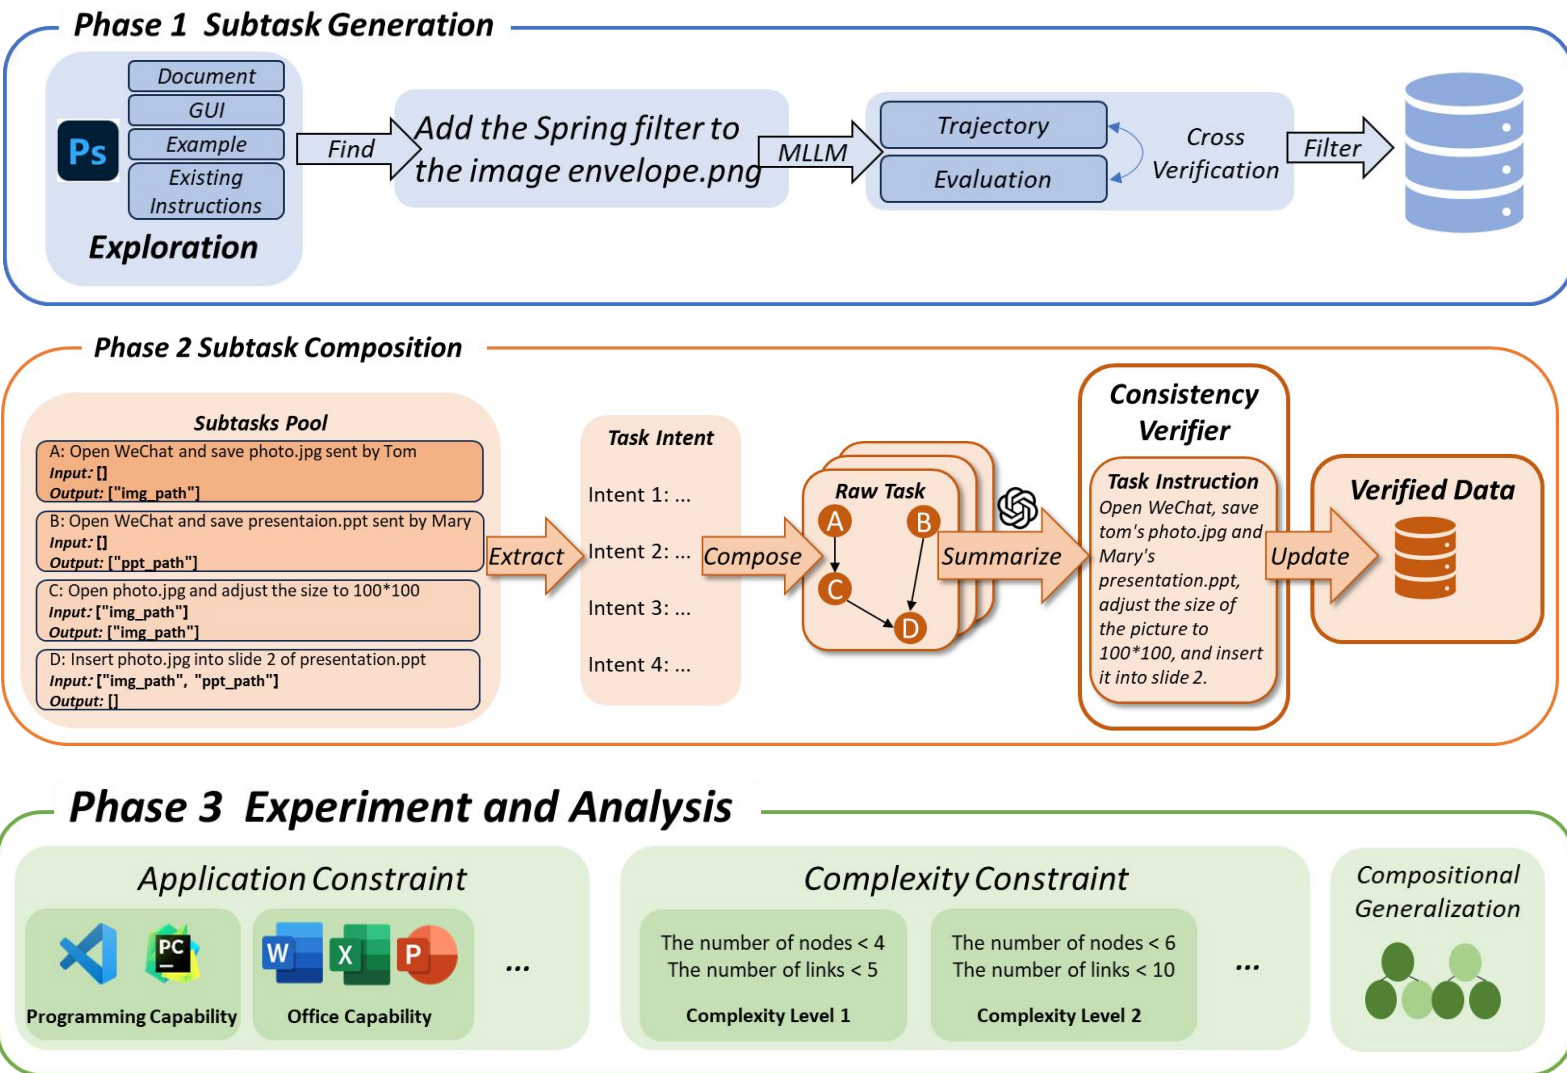 Phase 1 Subtask Generation
Ps
Document
GUI
Example
Existing
Instructions
Exploration
Find
Add the Spring filter to
the image envelope.png
MLLM
Trajectory
Evaluation
Cross
Verification
Filter
Phase 2 Subtask Composition
Subtasks Pool
A: Open WeChat and save photo.jpg sent by Tom
Input: []
Output: ["img_path"]
B: Open WeChat and save presentaion.ppt sent by Mary
Input: []
Output: ["ppt_path"]
C: Open photo.jpg and adjust the size to 100*100
Input: ["img_path"]
Output: ["img_path"]
D: Insert photo.jpg into slide 2 of presentation.ppt
Input: ["img_path", "ppt_path"]
Output: []
Extract
Task Intent
Intent 1: ...
Intent 2: ...
Intent 3: ...
Intent 4: ...
Compose
Raw Task
A
B
C
D
Summarize
Consistency
Verifier
Task Instruction
Open WeChat, save
tom's photo.jpg and
Mary's
presentation.ppt,
adjust the size of
the picture to
100*100, and insert
it into slide 2.
Update
Verified Data
Phase 3 Experiment and Analysis
Application Constraint
PC
Programming Capability
W
X
P
Office Capability
...
Complexity Constraint
The number of nodes < 4
The number of links < 5
Complexity Level 1
The number of nodes < 6
The number of links < 10
Complexity Level 2
...
Compositional
Generalization